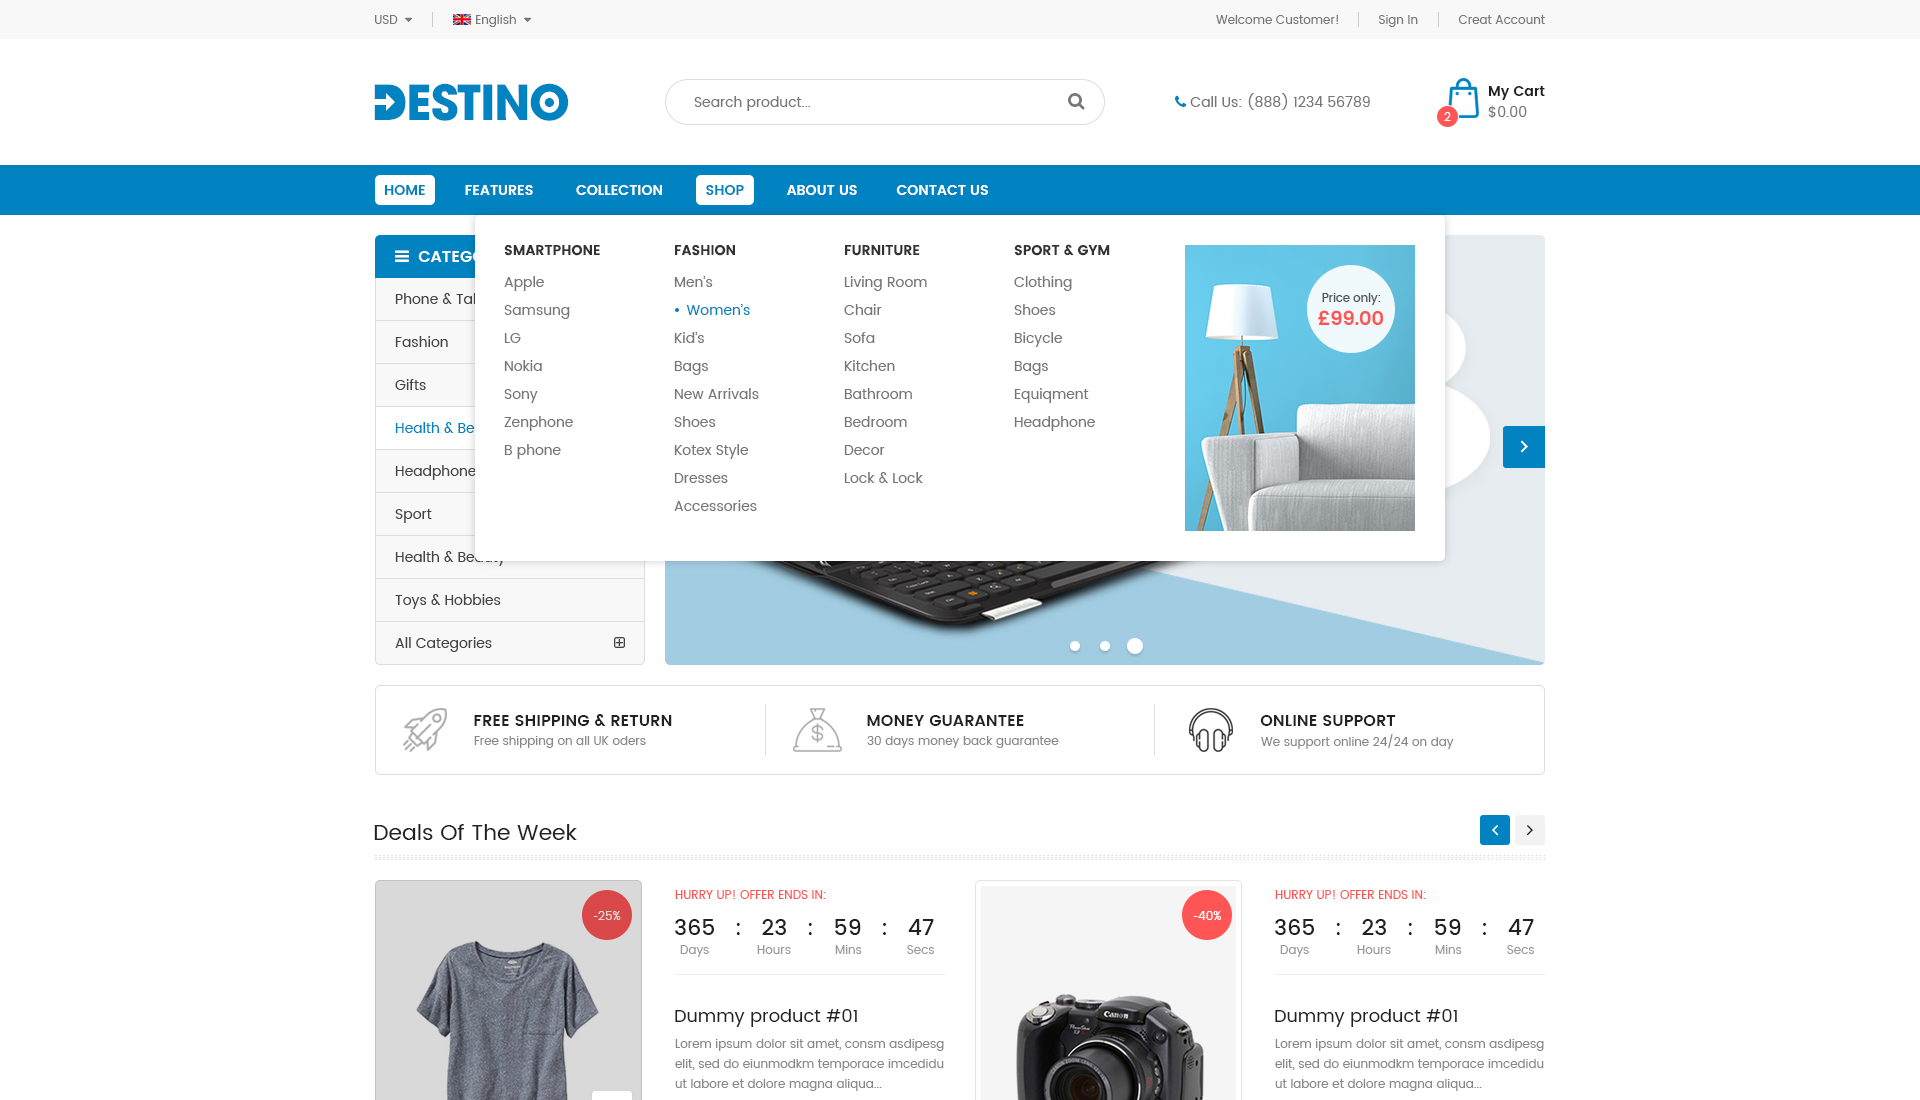 USD
English
Welcome Customer!
Sign In
Creat Account
DESTINO
Search product...
Call Us: (888) 1234 56789
My Cart
$0.00
2
HOME
FEATURES
COLLECTION
SHOP
ABOUT US
CONTACT US
SMARTPHONE
Apple
Samsung
LG
Nokia
Sony
Zenphone
B phone
FASHION
Men's
• Women's
Kid's
Bags
New Arrivals
Shoes
Kotex Style
Dresses
Accessories
FURNITURE
Living Room
Chair
Sofa
Kitchen
Bathroom
Bedroom
Decor
Lock & Lock
SPORT & GYM
Clothing
Shoes
Bicycle
Bags
Euqiqment
Headphone
Price only:
£99.00
Phone &
Fashion
Gifts
Health &
Headphone
Sport
Health & Beauty
Toys & Hobbies
All Categories
FREE SHIPPING & RETURN
Free shipping on all UK oders
MONEY GUARANTEE
30 days money back guarantee
ONLINE SUPPORT
We support online 24/24 on day
Deals Of The Week
-25%
HURRY UP! OFFER ENDS IN:
365 : 23 : 59 : 47
Days Hours Mins Secs
Dummy product #01
Lorem ipsum dolor sit amet, consm asdipesg
elit, sed do eiunmodkm temporace imcedidu
ut labore et dolore magna aliqua...
-40%
Canon
HURRY UP! OFFER ENDS IN:
365 : 23 : 59 : 47
Days Hours Mins Secs
Dummy product #01
Lorem ipsum dolor sit amet, consm asdipesg
elit, sed do eiunmodkm temporace imcedidu
ut labore et dolore magna aliqua...